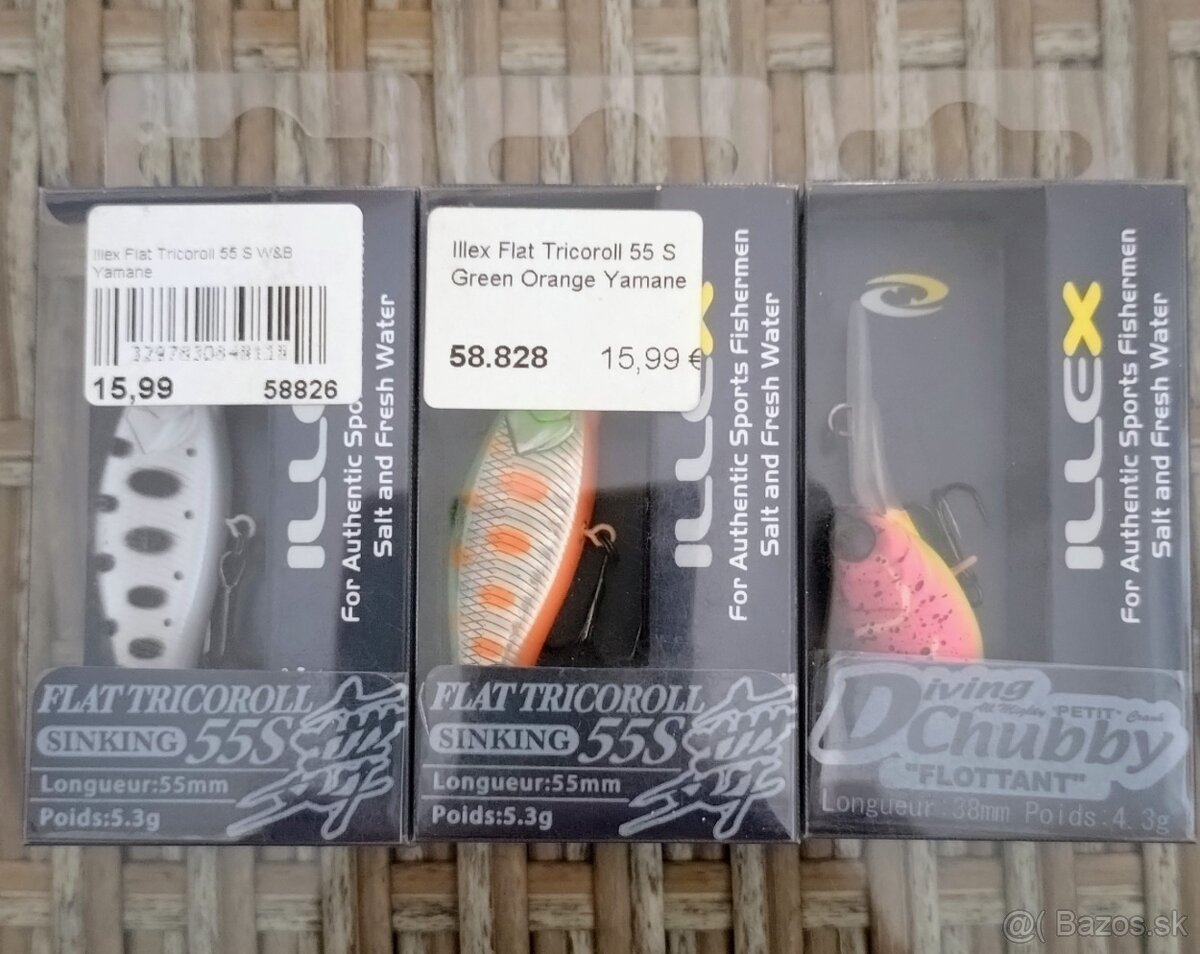 Illex Flat Tricoroll 55 S W&B
Yamane
15,99 58826
ILLEX
For Authentic Sports Fishermen
Salt and Fresh Water
FLAT TRICOROLL
SINKING 55S
Longueur:55mm
Poids:5.3g
Illex Flat Tricoroll 55 S
Green Orange Yamane
58.828 15,99 €
ILLEX
For Authentic Sports Fishermen
Salt and Fresh Water
FLAT TRICOROLL
SINKING 55S
Longueur:55mm
Poids:5.3g
ILLEX
For Authentic Sports Fishermen
Salt and Fresh Water
Diving
All Mighty "PETIT" Crank
Chubby
"FLOTTANT"
Longueur:38mm Poids:4.3g
@( Bazos.sk